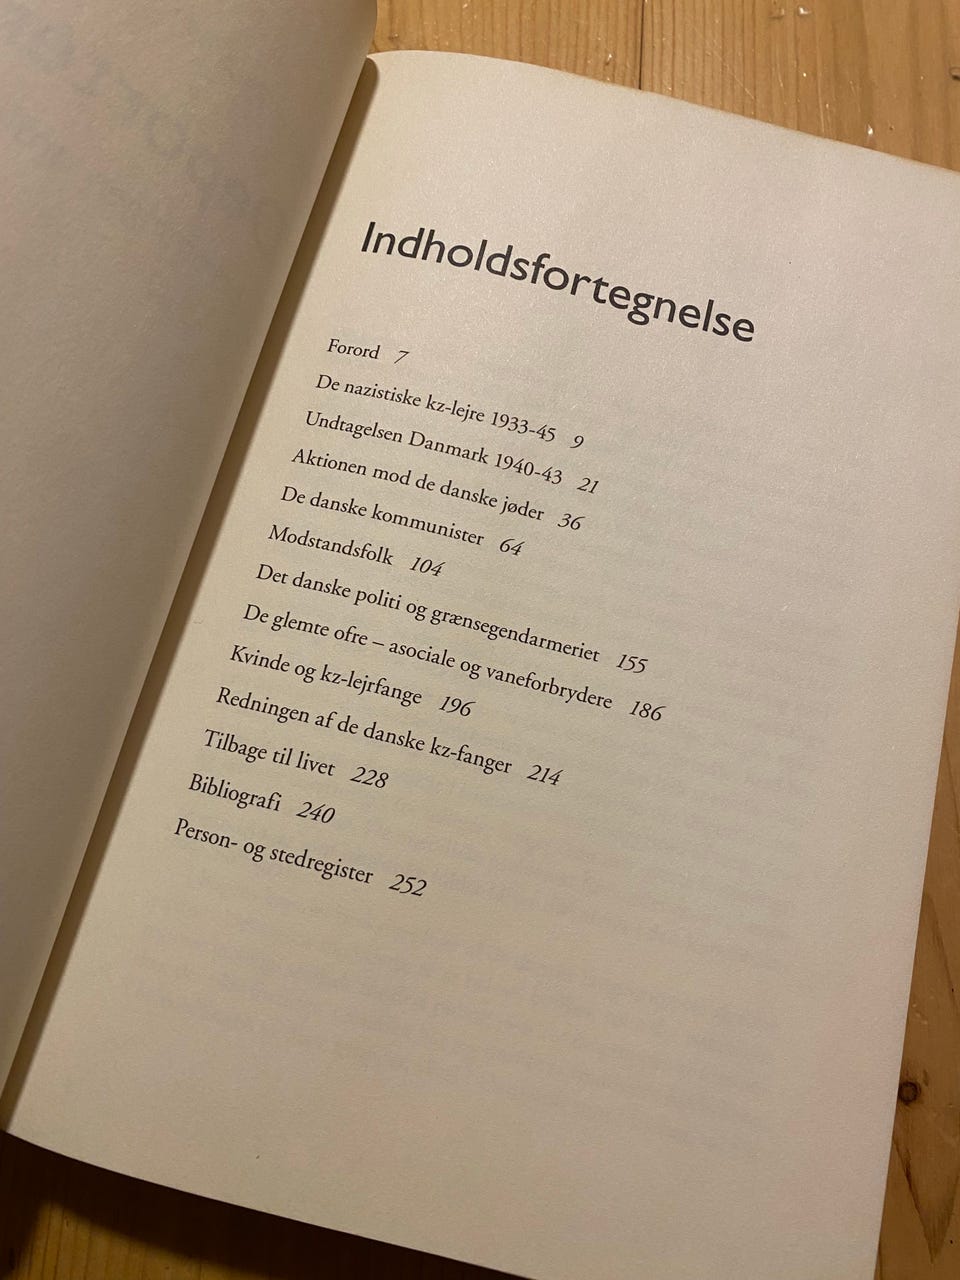 Indholdsfortegnelse
Forord 7
De nazistiske kz-lejre 1933-45 9
Undtagelsen Danmark 1940-43 21
Aktionen mod de danske jøder 36
De danske kommunister 64
Modstandsfolk 104
Det danske politi og grænsegendarmeriet 155
De glemte ofre – asociale og vaneforbrydere 186
Kvinde og kz-lejrfange 196
Redningen af de danske kz-fanger 214
Tilbage til livet 228
Bibliografi 240
Person- og stedregister 252